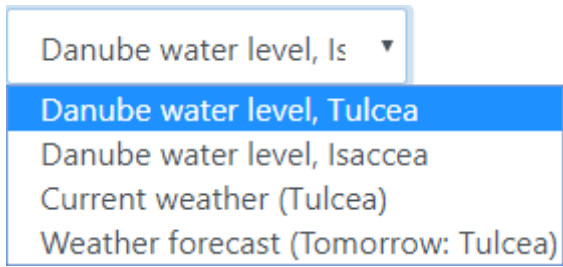 Danube water level, Is
Danube water level, Tulcea
Danube water level, Isaccea
Current weather (Tulcea)
Weather forecast (Tomorrow: Tulcea)